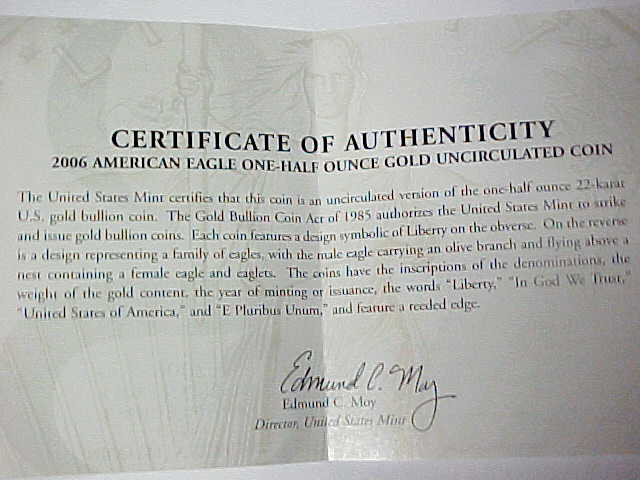 CERTIFICATE OF AUTHENTICITY
2006 AMERICAN EAGLE ONE-HALF OUNCE GOLD UNCIRCULATED COIN
The United States Mint certifies that this coin is an uncirculated version of the one-half ounce 22-karat
U.S. gold bullion coin. The Gold Bullion Coin Act of 1985 authorizes the United States Mint to strike
and issue gold bullion coins. Each coin features a design symbolic of Liberty on the obverse. On the reverse
is a design representing a family of eagles, with the male eagle carrying an olive branch and flying above a
nest containing a female eagle and eaglets. The coins have the inscriptions of the denominations, the
weight of the gold content, the year of minting or issuance, the words "Liberty," "In God We Trust,"
"United States of America," and "E Pluribus Unum," and feature a reeded edge.
Edmund C. Moy
Edmund C. Moy
Director, United States Mint